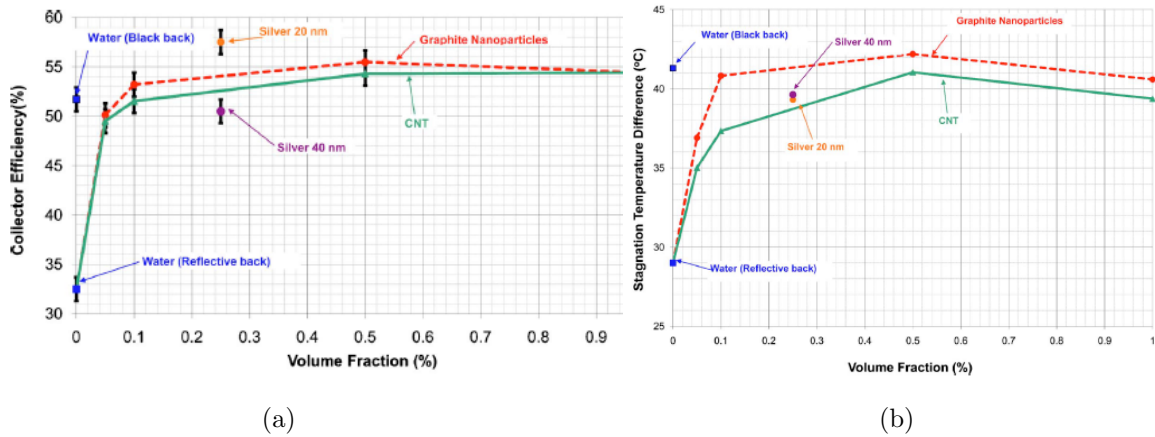 60
55
50
45
40
35
30
Collector Efficiency(%)
Water (Black back)
Silver 20 nm
Graphite Nanoparticles
CNT
Silver 40 nm
Water (Reflective back)
0 0.1 0.2 0.3 0.4 0.5 0.6 0.7 0.8 0.9
Volume Fraction (%)
(a)
45
40
35
30
25
Stagnation Temperature Difference (ºC)
Graphite Nanoparticles
Water (Black back)
Silver 40 nm
CNT
Silver 20 nm
Water (Reflective back)
0 0.1 0.2 0.3 0.4 0.5 0.6 0.7 0.8 0.9 1
Volume Fraction (%)
(b)